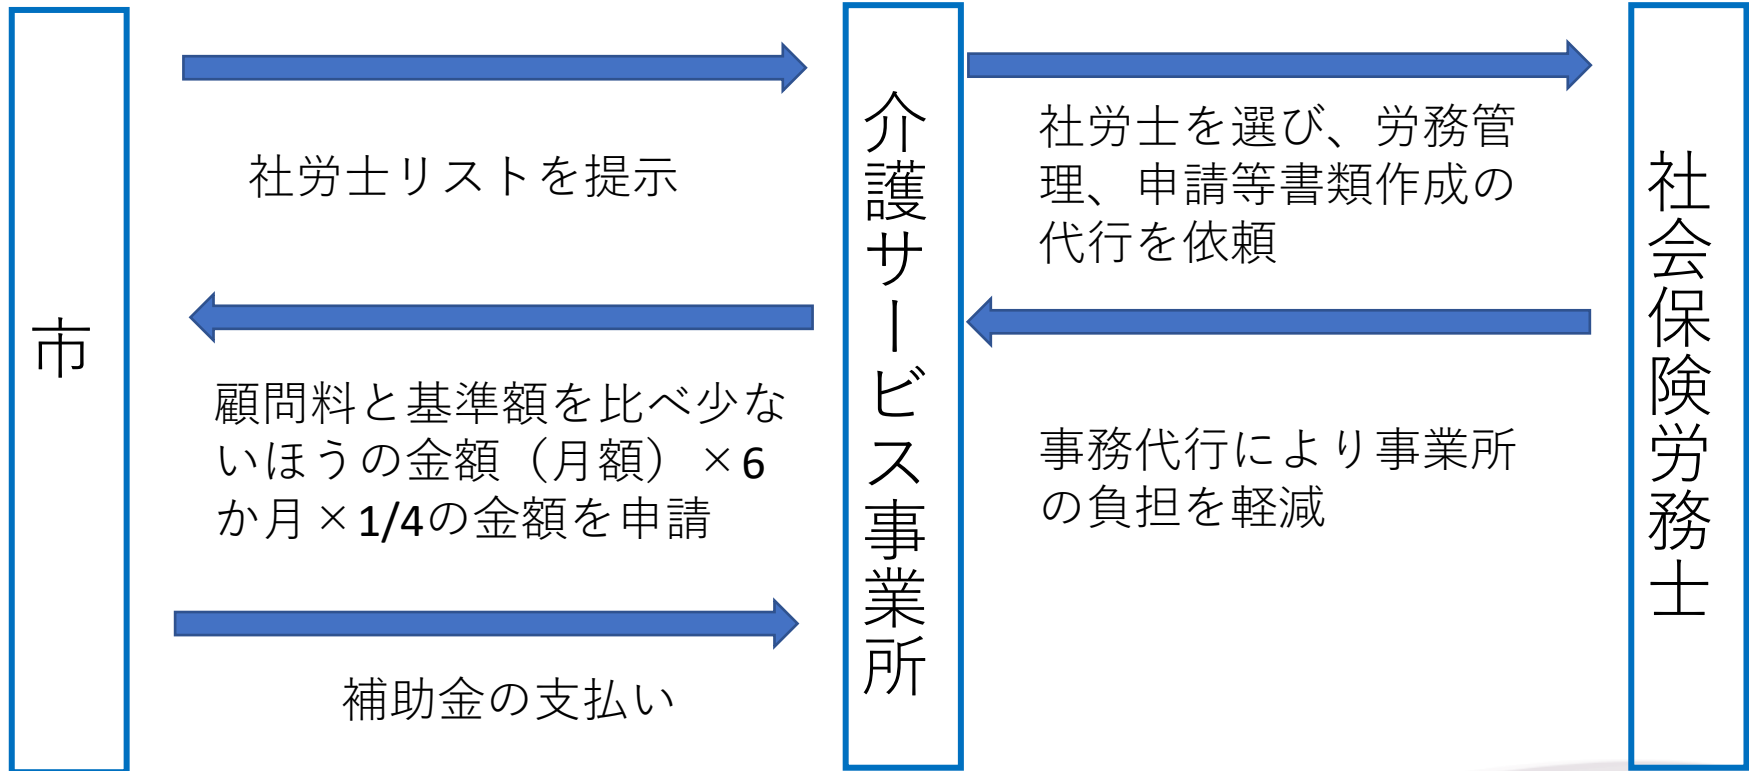 市
社労士リストを提示
顧問料と基準額を比べ少な
いほうの金額（月額）×6
か月×1/4の金額を申請
補助金の支払い
介護サービス事業所
社労士を選び、労務管
理、申請等書類作成の
代行を依頼
事務代行により事業所
の負担を軽減
社会保険労務士